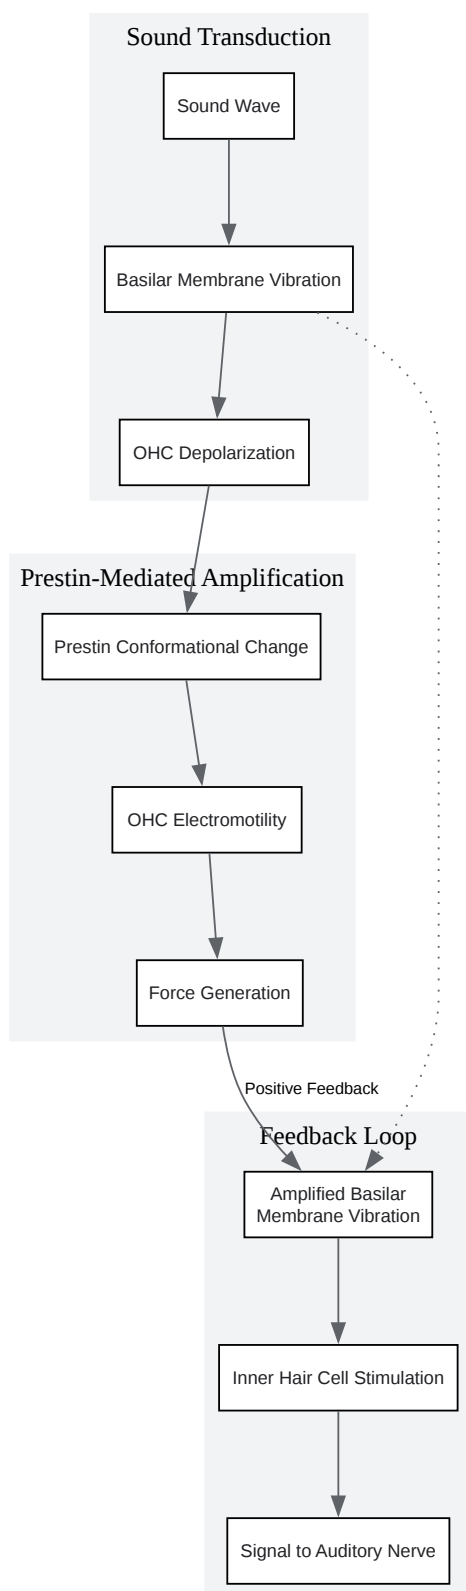 Sound Transduction
Sound Wave
Basilar Membrane Vibration
OHC Depolarization
Prestin-Mediated Amplification
Prestin Conformational Change
OHC Electromotility
Force Generation
Positive Feedback
Feedback Loop
Amplified Basilar
Membrane Vibration
Inner Hair Cell Stimulation
Signal to Auditory Nerve